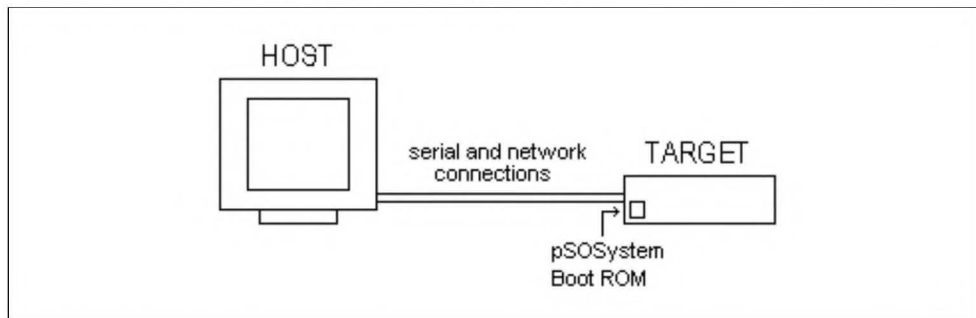 HOST
serial and network
connections
TARGET
pSOSystem
Boot ROM